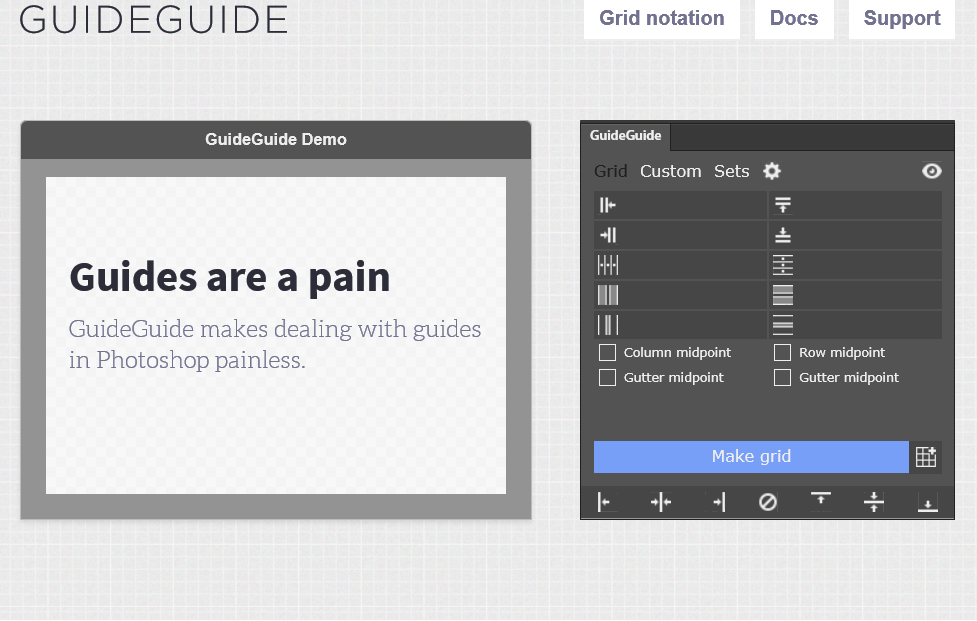 GUIDEGUIDE
Grid notation
Docs
Support
GuideGuide Demo
Guides are a pain
GuideGuide makes dealing with guides
in Photoshop painless.
GuideGuide
Grid Custom Sets
Column midpoint
Row midpoint
Gutter midpoint
Gutter midpoint
Make grid